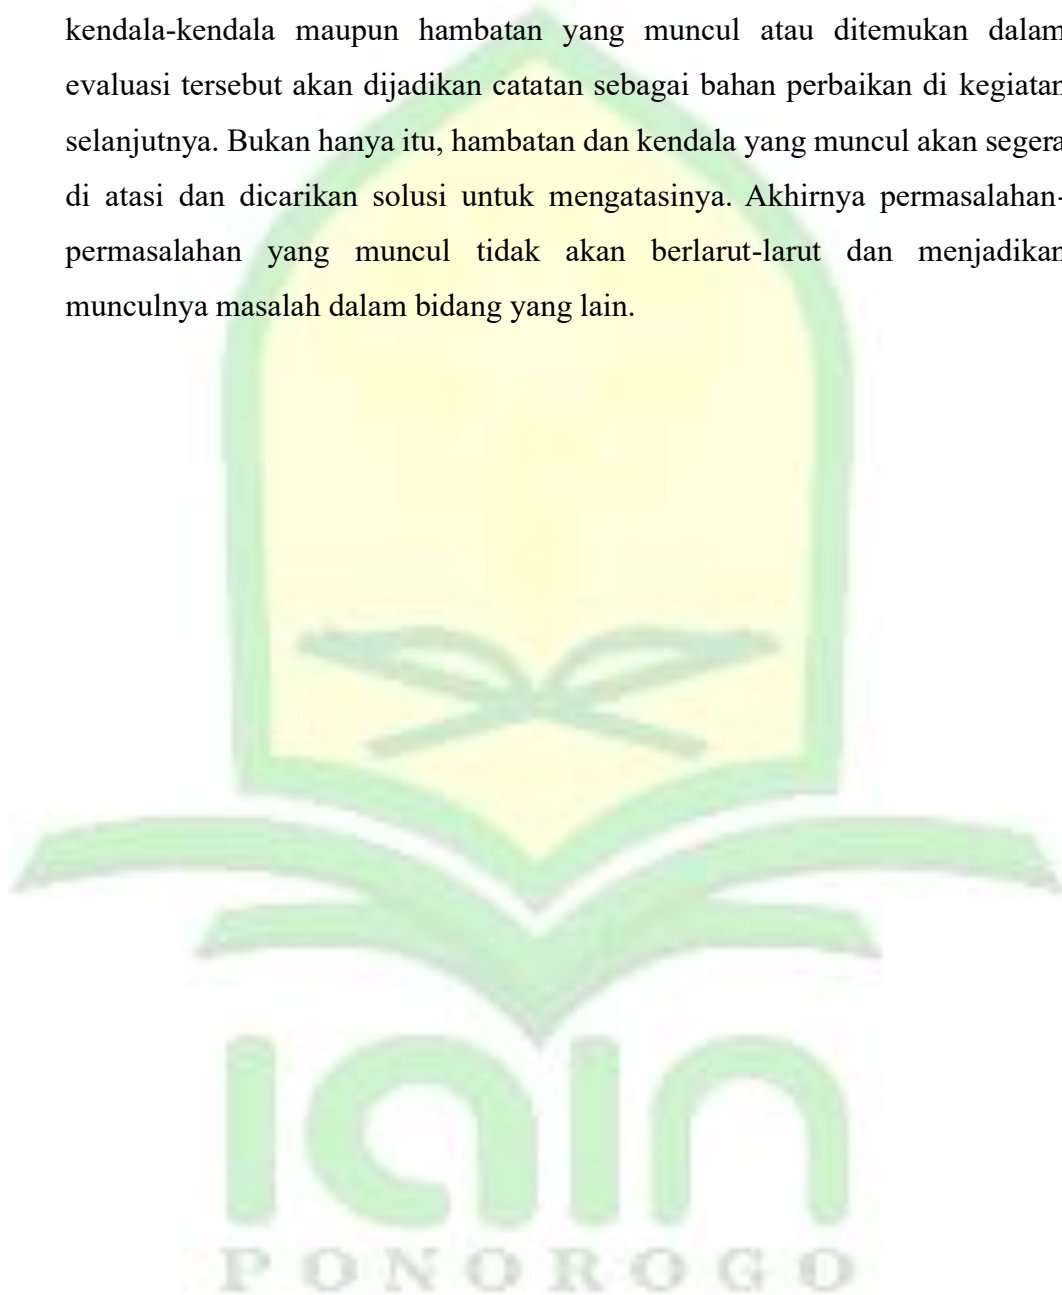 kendala-kendala maupun hambatan yang muncul atau ditemukan dalam
evaluasi tersebut akan dijadikan catatan sebagai bahan perbaikan di kegiatan
selanjutnya. Bukan hanya itu, hambatan dan kendala yang muncul akan segera
di atasi dan dicarikan solusi untuk mengatasinya. Akhirnya permasalahan-
permasalahan yang muncul tidak akan berlarut-larut dan menjadikan
munculnya masalah dalam bidang yang lain.
iain
PONOROGO